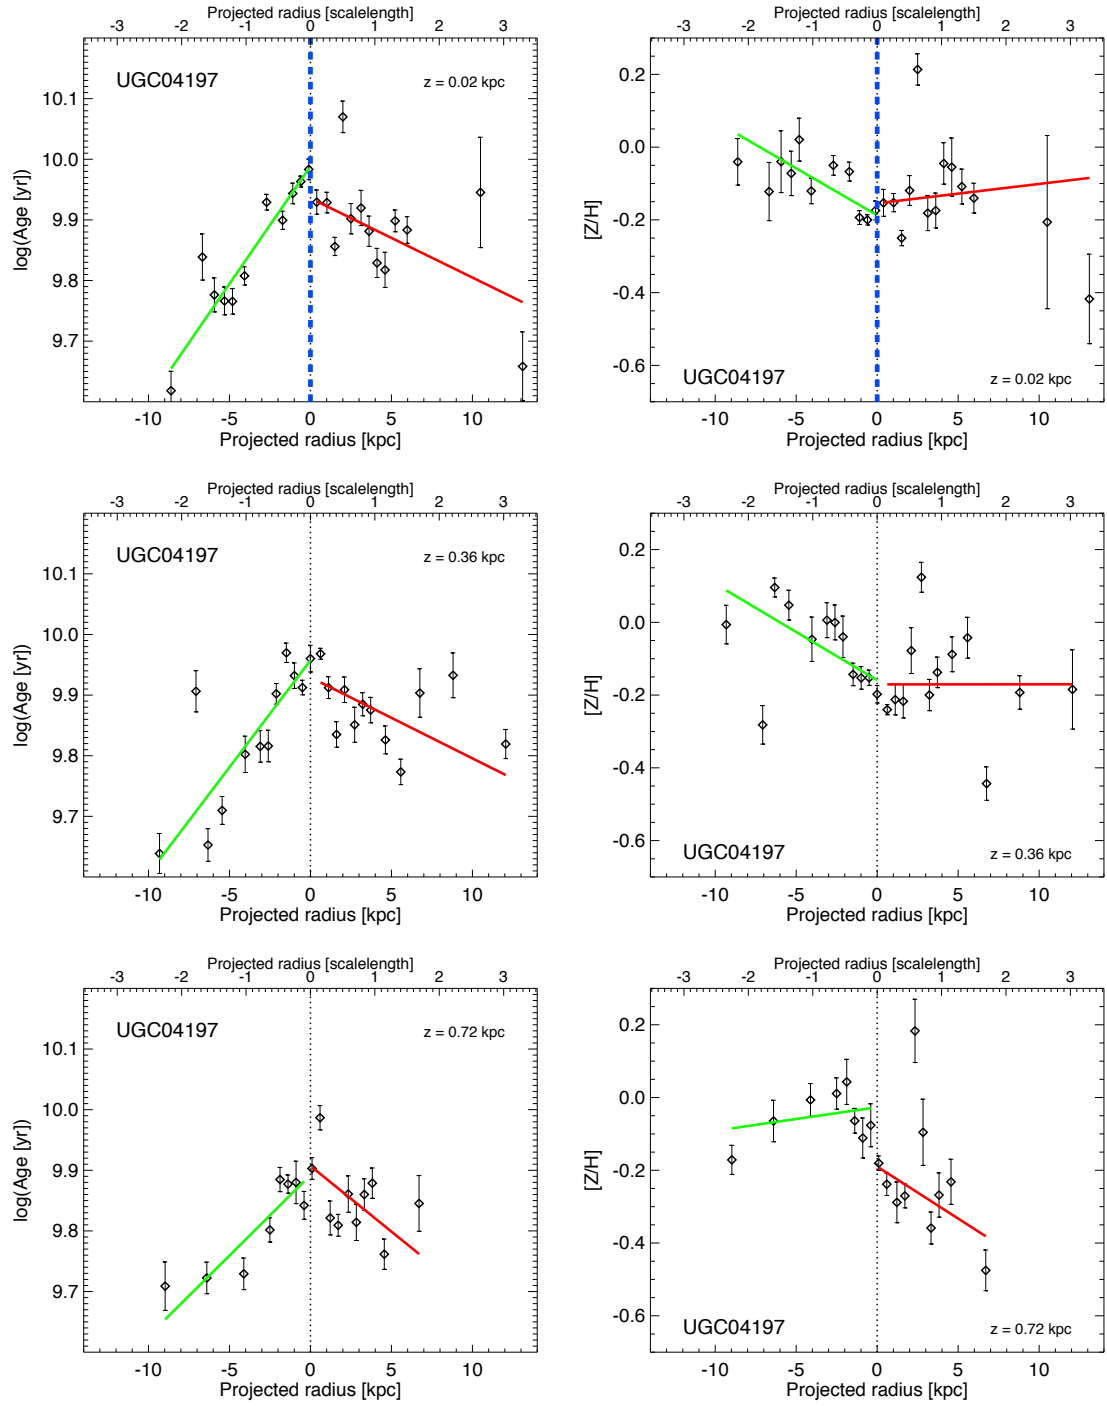 Projected radius [scalelength]
-3 -2 -1 0 1 2 3
UGC04197
z = 0.02 kpc
log(Age [yr])
10.1
10.0
9.9
9.8
9.7
-10 -5 0 5 10
Projected radius [kpc]
Projected radius [scalelength]
-3 -2 -1 0 1 2 3
[Z/H]
0.2
0.0
-0.2
-0.4
-0.6
UGC04197
z = 0.02 kpc
-10 -5 0 5 10
Projected radius [kpc]
Projected radius [scalelength]
-3 -2 -1 0 1 2 3
UGC04197
z = 0.36 kpc
log(Age [yr])
10.1
10.0
9.9
9.8
9.7
-10 -5 0 5 10
Projected radius [kpc]
Projected radius [scalelength]
-3 -2 -1 0 1 2 3
[Z/H]
0.2
0.0
-0.2
-0.4
-0.6
UGC04197
z = 0.36 kpc
-10 -5 0 5 10
Projected radius [kpc]
Projected radius [scalelength]
-3 -2 -1 0 1 2 3
UGC04197
z = 0.72 kpc
log(Age [yr])
10.1
10.0
9.9
9.8
9.7
-10 -5 0 5 10
Projected radius [kpc]
Projected radius [scalelength]
-3 -2 -1 0 1 2 3
[Z/H]
0.2
0.0
-0.2
-0.4
-0.6
UGC04197
z = 0.72 kpc
-10 -5 0 5 10
Projected radius [kpc]